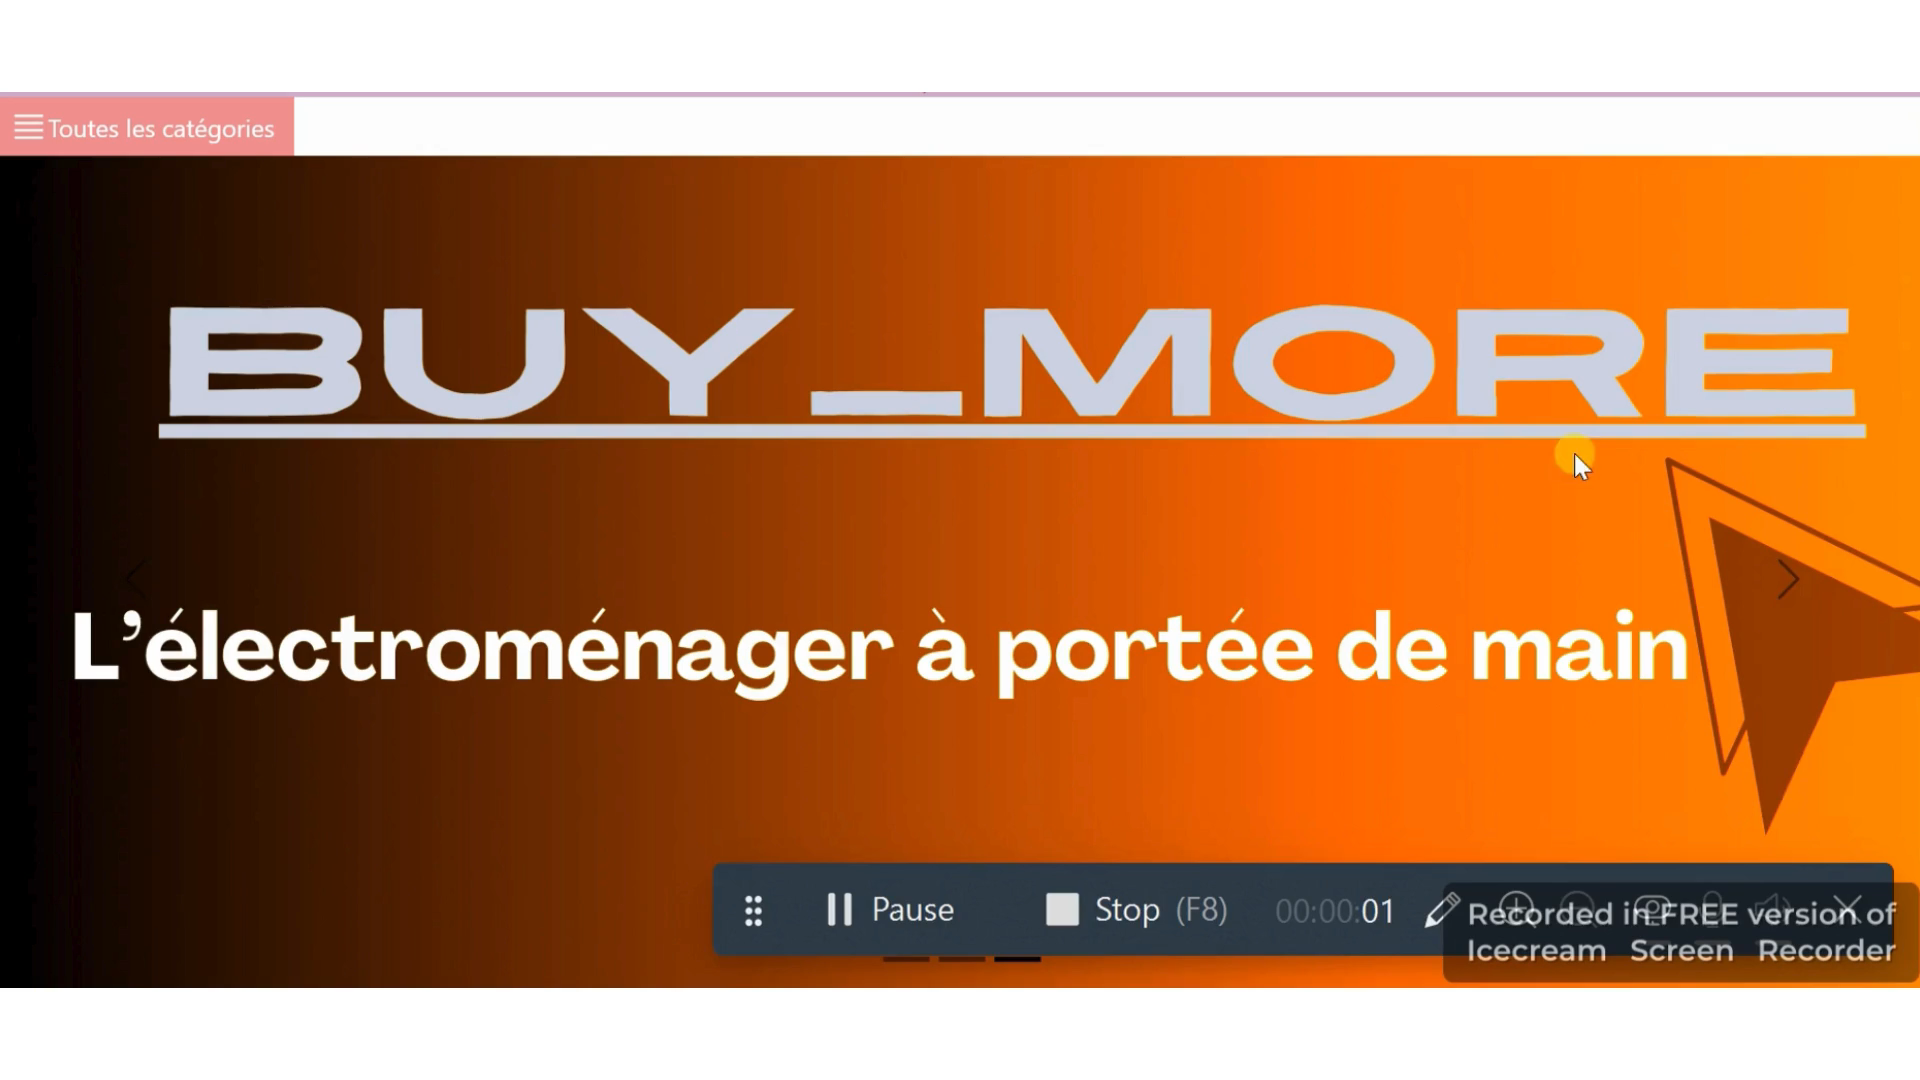 Toutes les catégories
BUY_MORE
L’électroménager à portée de main
Pause Stop (F8) 00:00:01
Recorded in FREE version of
Icecream Screen Recorder